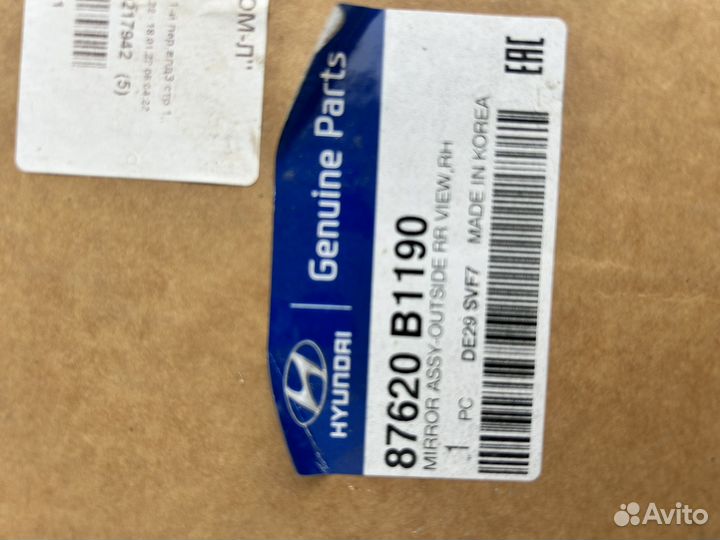 ОМ-Л"
217942 (5)
HYUNDAI
Genuine Parts
87620 B1190
MIRROR ASSY-OUTSIDE RR VIEW,RH
1 PC DE29 SVF7 MADE IN KOREA
EAC
Avito